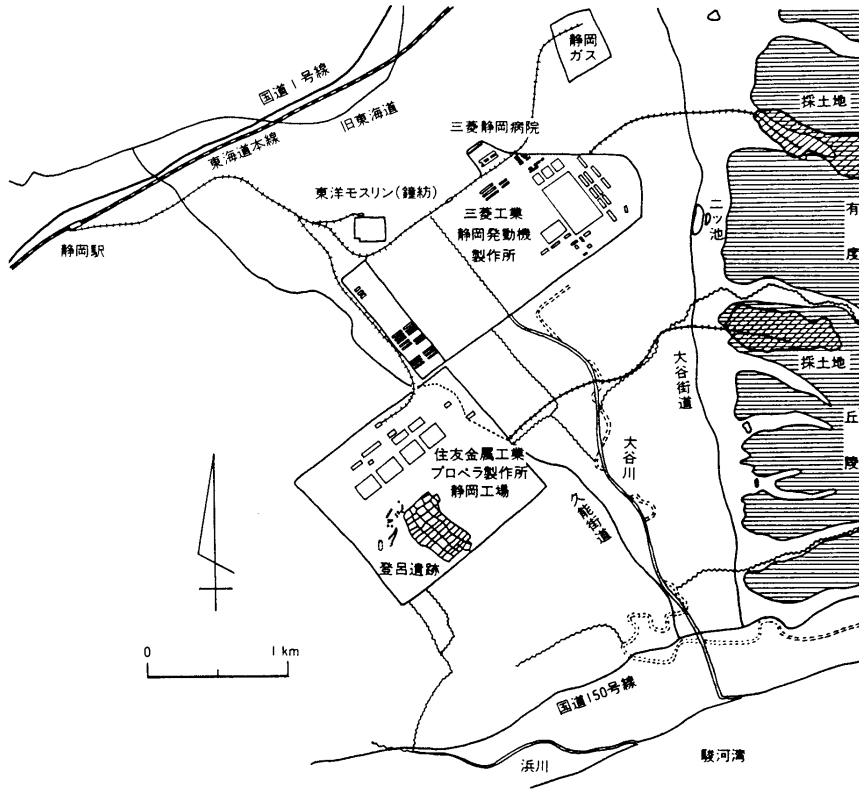 静岡
ガス
国道1号線
旧東海道
東海道本線
三菱静岡病院
採土地
東洋モスリン(鐘紡)
三菱工業
静岡発動機
製作所
二ッ池
有度丘陵
静岡駅
採土地
大谷街道
住友金属工業
プロペラ製作所
静岡工場
大谷川
久能街道
登呂遺跡
0 1km
国道150号線
浜川
駿河湾